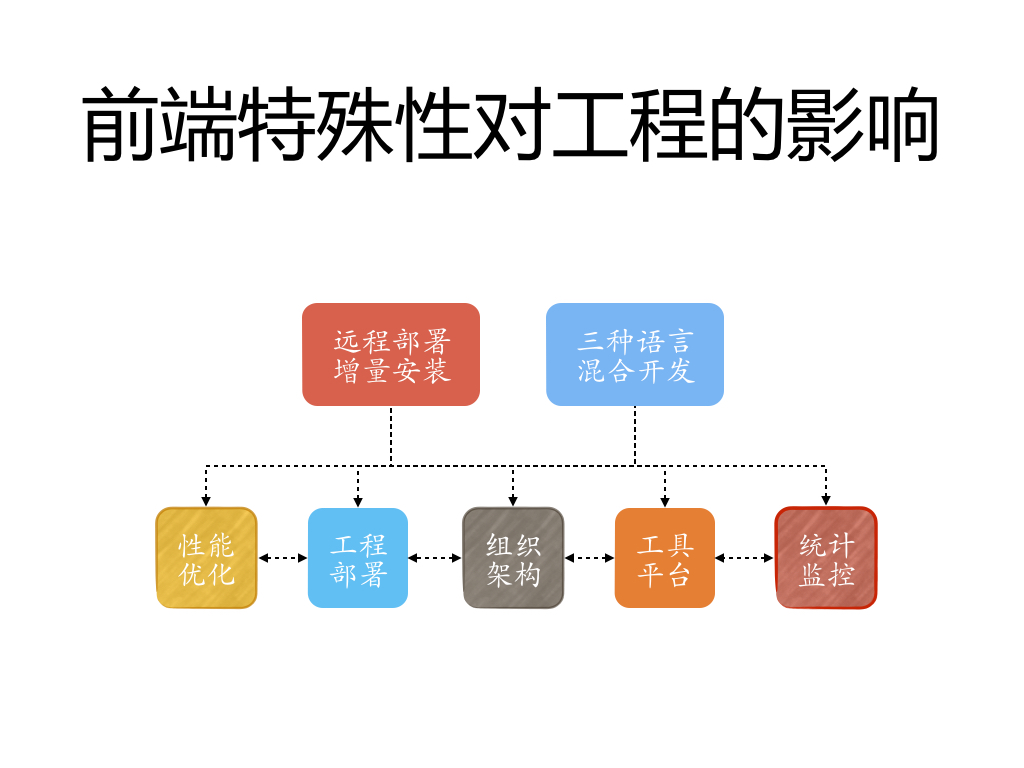 前端特殊性对工程的影响
远程部署
增量安装
三种语言
混合开发
性能
优化
工程
部署
组织
架构
工具
平台
统计
监控